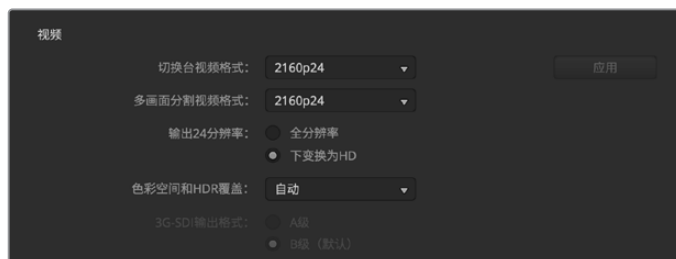 视频
切换台视频格式： 2160p24 应用
多画面分割视频格式： 2160p24
输出24分辨率： 全分辨率
下变换为HD
色彩空间和HDR覆盖： 自动
3G-SDI输出格式： A级
B级（默认）